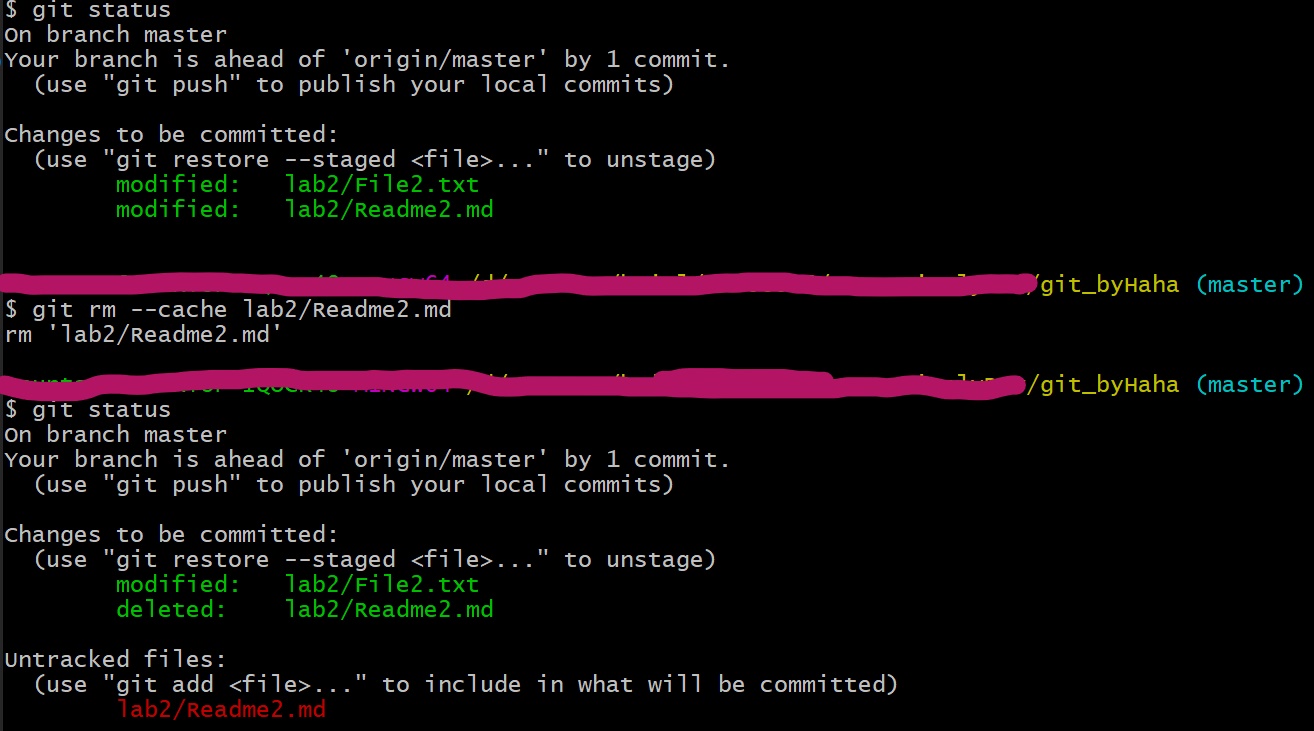 $ git status
On branch master
Your branch is ahead of 'origin/master' by 1 commit.
(use "git push" to publish your local commits)
Changes to be committed:
(use "git restore --staged <file>..." to unstage)
modified: lab2/File2.txt
modified: lab2/Readme2.md
/git_byHaha (master)
$ git rm --cache lab2/Readme2.md
rm 'lab2/Readme2.md'
/git_byHaha (master)
$ git status
On branch master
Your branch is ahead of 'origin/master' by 1 commit.
(use "git push" to publish your local commits)
Changes to be committed:
(use "git restore --staged <file>..." to unstage)
modified: lab2/File2.txt
deleted: lab2/Readme2.md
Untracked files:
(use "git add <file>..." to include in what will be committed)
lab2/Readme2.md